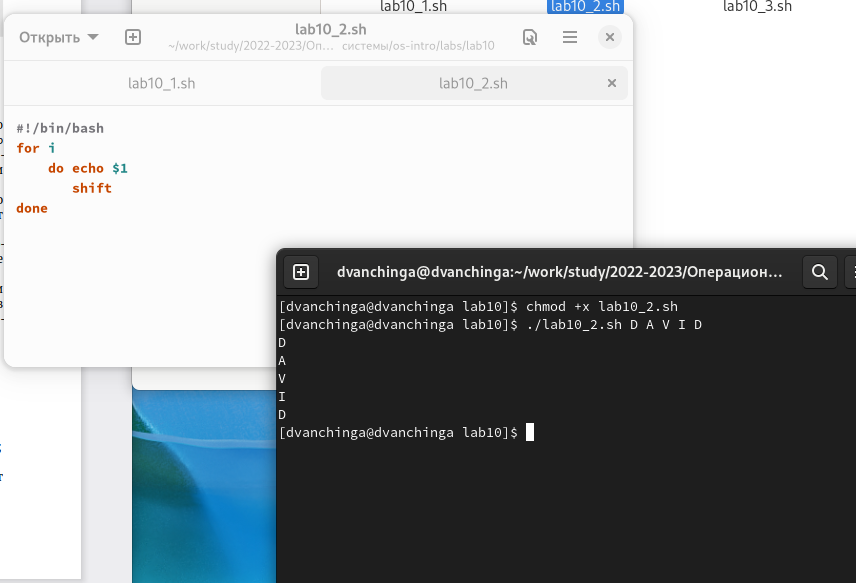 lab10_1.sh
lab10_2.sh
lab10_3.sh
Открыть
lab10_2.sh
~/work/study/2022-2023/Оп… системы/os-intro/labs/lab10
lab10_1.sh
lab10_2.sh
#!/bin/bash
for i
do echo $1
shift
done
dvanchinga@dvanchinga:~/work/study/2022-2023/Операцион…
[dvanchinga@dvanchinga lab10]$ chmod +x lab10_2.sh
[dvanchinga@dvanchinga lab10]$ ./lab10_2.sh D A V I D
D
A
V
I
D
[dvanchinga@dvanchinga lab10]$